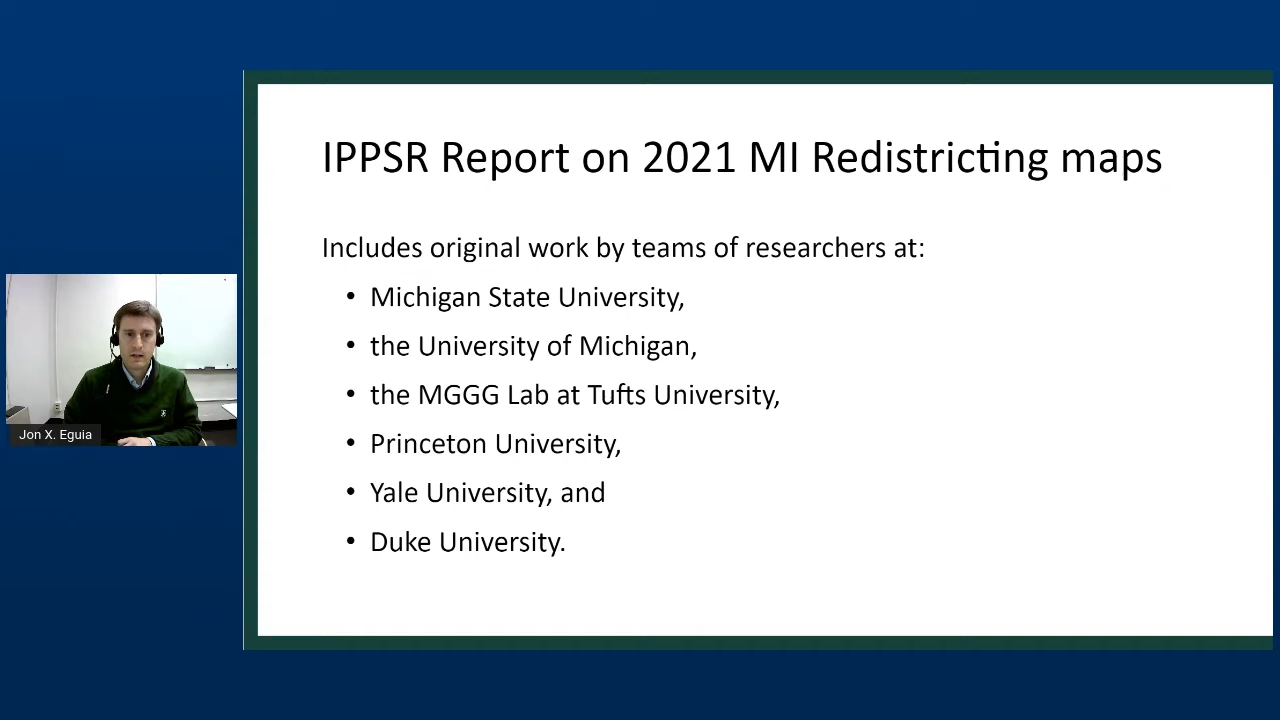 IPPSR Report on 2021 MI Redistricting maps
Includes original work by teams of researchers at:
• Michigan State University,
• the University of Michigan,
• the MGGG Lab at Tufts University,
• Princeton University,
• Yale University, and
• Duke University.
Jon X. Eguia